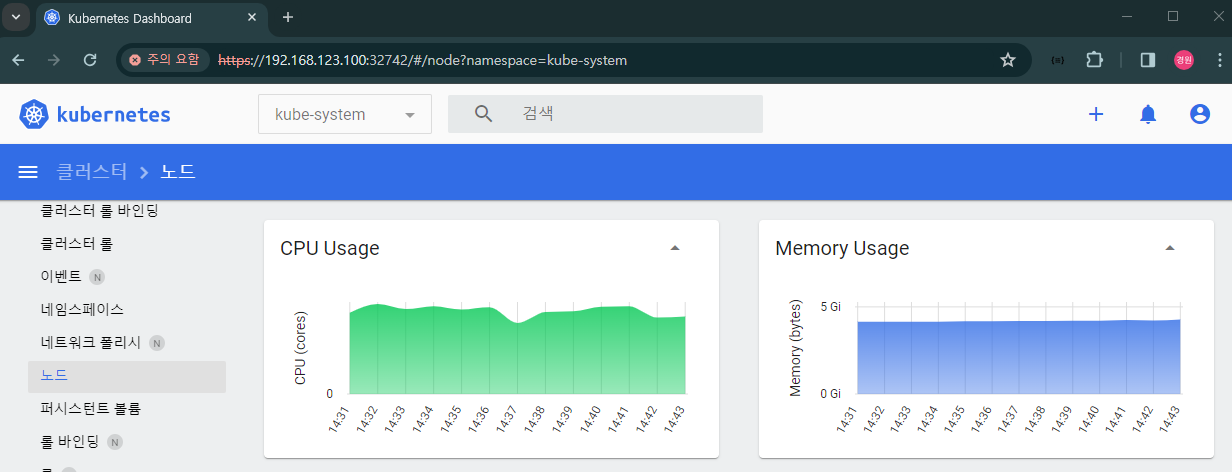 Kubernetes Dashboard
주의 요함
https://192.168.123.100:32742/#/node?namespace=kube-system
경원
kubernetes
kube-system
검색
클러스터 > 노드
클러스터 롤 바인딩
클러스터 롤
이벤트 N
네임스페이스
네트워크 폴리시 N
노드
퍼시스턴트 볼륨
롤 바인딩 N
CPU Usage
CPU (cores)
0
14:31 14:32 14:33 14:34 14:35 14:36 14:37 14:38 14:39 14:40 14:41 14:42 14:43
Memory Usage
Memory (bytes)
5 Gi
0 Gi
14:31 14:32 14:33 14:34 14:35 14:36 14:37 14:38 14:39 14:40 14:41 14:42 14:43